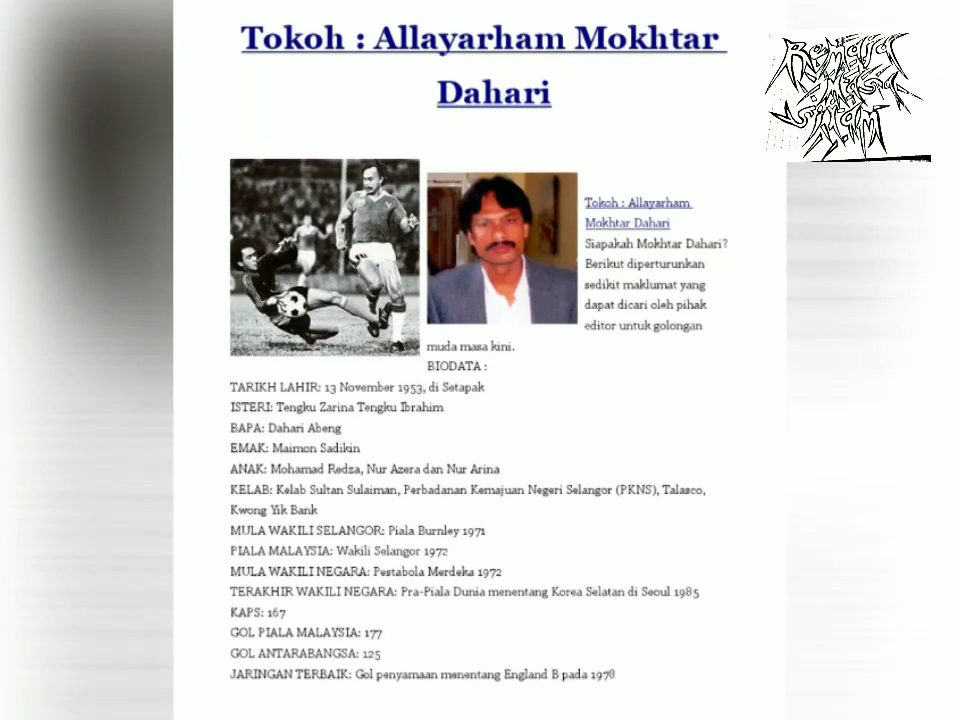 Tokoh : Allayarham Mokhtar
Dahari
Tokoh : Allayarham
Mokhtar Dahari
Siapakah Mokhtar Dahari?
Berikut diperturunkan
sedikit maklumat yang
dapat dicari oleh pihak
editor untuk golongan
muda masa kini.
BIODATA :
TARIKH LAHIR: 13 November 1953, di Setapak
ISTERI: Tengku Zarina Tengku Ibrahim
BAPA: Dahari Abeng
EMAK: Maimon Sadikin
ANAK: Mohamad Redza, Nur Azera dan Nur Arina
KELAB: Kelab Sultan Sulaiman, Perbadanan Kemajuan Negeri Selangor (PKNS), Talasco,
Kwong Yik Bank
MULA WAKILI SELANGOR: Piala Burnley 1971
PIALA MALAYSIA: Wakili Selangor 1972
MULA WAKILI NEGARA: Pestabola Merdeka 1972
TERAKHIR WAKILI NEGARA: Pra-Piala Dunia menentang Korea Selatan di Seoul 1985
KAPS: 167
GOL PIALA MALAYSIA: 177
GOL ANTARABANGSA: 125
JARINGAN TERBAIK: Gol penyamaan menentang England B pada 1978